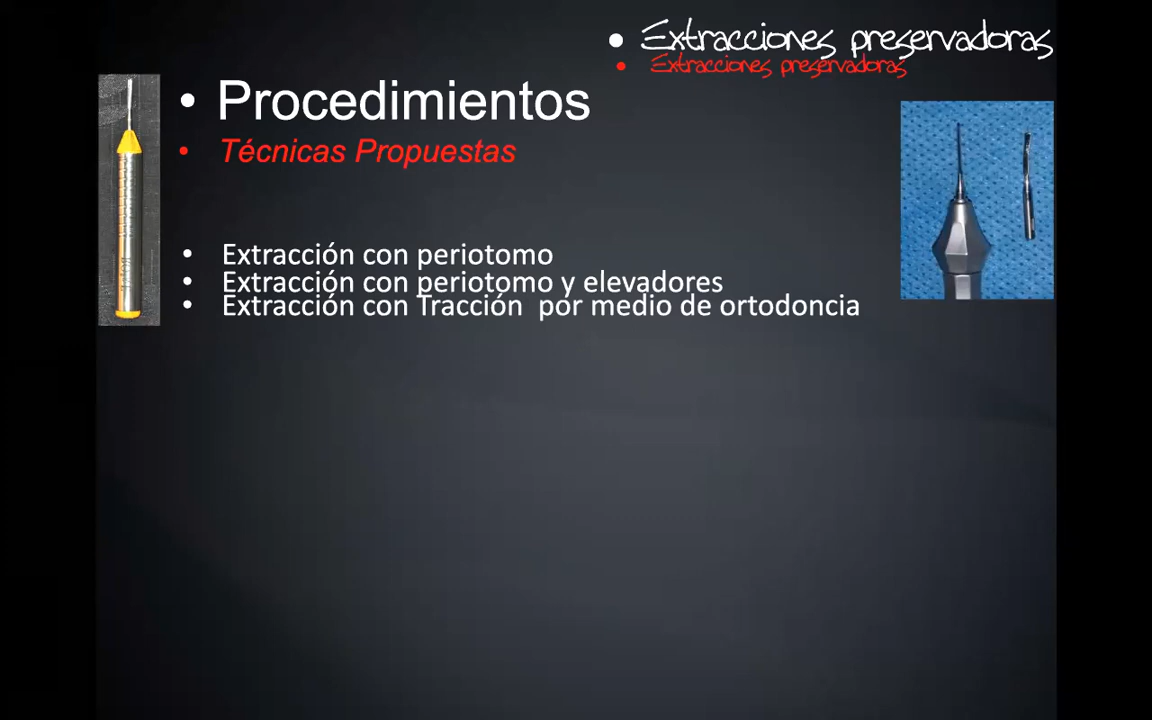 • Extracciones preservadoras
• Extracciones preservadoras
• Procedimientos
• Técnicas Propuestas
• Extracción con periotomo
• Extracción con periotomo y elevadores
• Extracción con Tracción por medio de ortodoncia